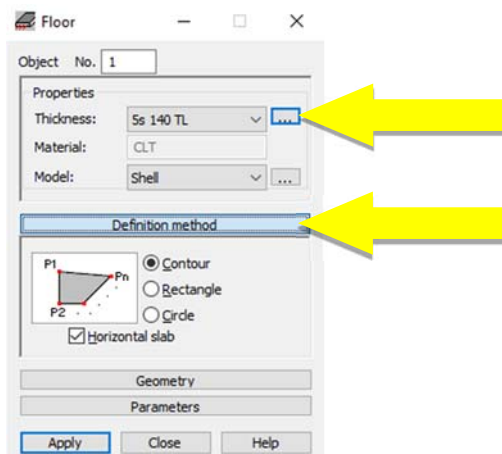 Floor
Object No. 1
Properties
Thickness: 5s 140 TL ...
Material: CLT
Model: Shell ...
Definition method
P1
Pn
P2
Contour
Rectangle
Circle
Horizontal slab
Geometry
Parameters
Apply Close Help